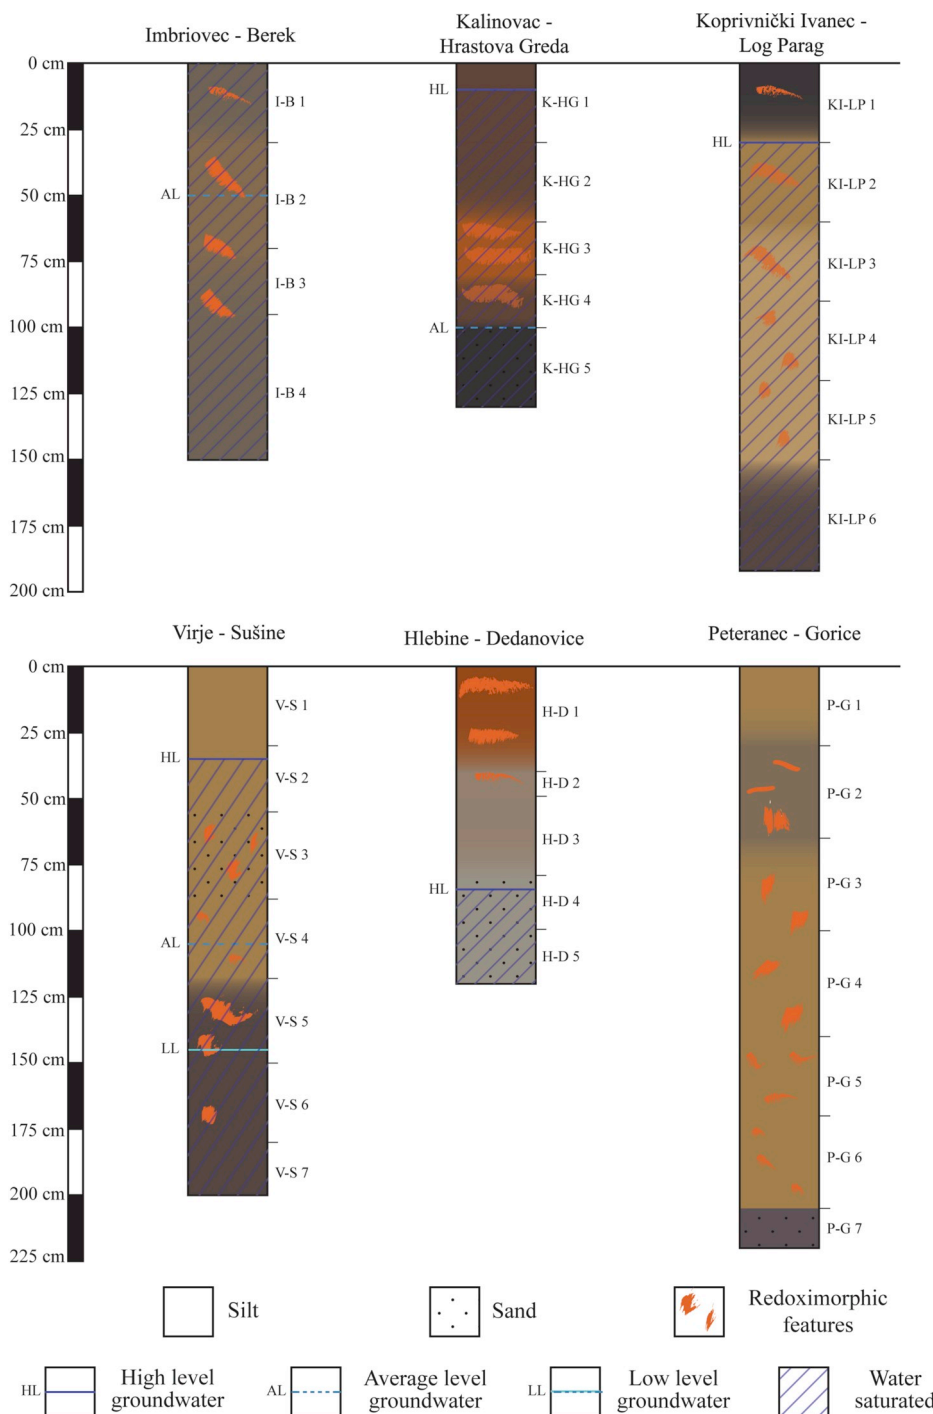 Imbriovec - Berek
Kalinovac -
Hrastova Greda
Koprivnički Ivanec -
Log Parag
0 cm
25 cm
50 cm
75 cm
100 cm
125 cm
150 cm
175 cm
200 cm
AL
I-B 1
I-B 2
I-B 3
I-B 4
HL
AL
K-HG 1
K-HG 2
K-HG 3
K-HG 4
K-HG 5
HL
KI-LP 1
KI-LP 2
KI-LP 3
KI-LP 4
KI-LP 5
KI-LP 6
Virje - Sušine
Hlebine - Dedanovice
Peteranec - Gorice
0 cm
25 cm
50 cm
75 cm
100 cm
125 cm
150 cm
175 cm
200 cm
225 cm
HL
AL
LL
V-S 1
V-S 2
V-S 3
V-S 4
V-S 5
V-S 6
V-S 7
HL
H-D 1
H-D 2
H-D 3
H-D 4
H-D 5
P-G 1
P-G 2
P-G 3
P-G 4
P-G 5
P-G 6
P-G 7
Silt
Sand
Redoximorphic
features
HL
High level
groundwater
AL
Average level
groundwater
LL
Low level
groundwater
Water
saturated